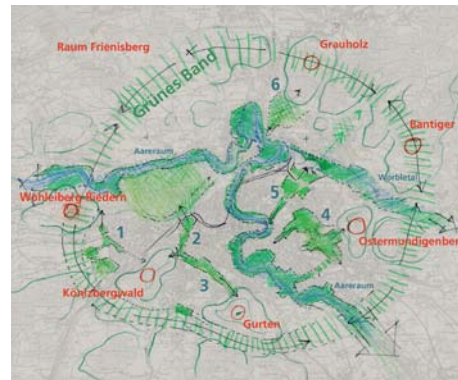 Raum Frienisberg
Grauholz
Grünes Band
6
Bantiger
Aareraum
Worbletal
Wohleiberg-Riedern
5
4
1
2
Ostermundigenberg
Könizbergwald
3
Aareraum
Gurten